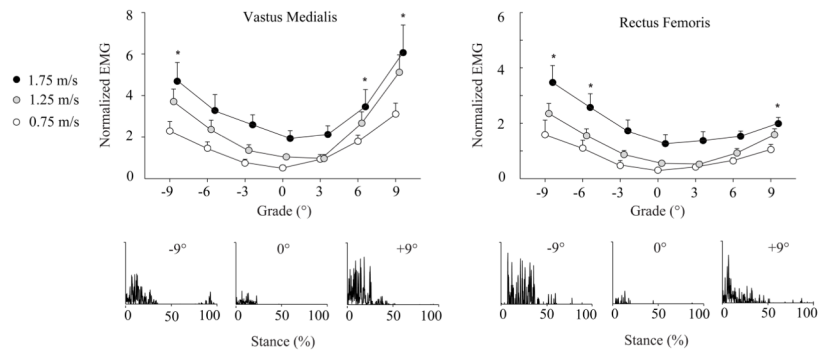 Vastus Medialis
Rectus Femoris
1.75 m/s
1.25 m/s
0.75 m/s
Normalized EMG
8
6
4
2
0
* * *
-9 -6 -3 0 3 6 9
Grade (°)
Normalized EMG
6
4
2
0
* * *
-9 -6 -3 0 3 6 9
Grade (°)
-9° 0° +9°
0 50 100 0 50 100 0 50 100
Stance (%)
-9° 0° +9°
0 50 100 0 50 100 0 50 100
Stance (%)